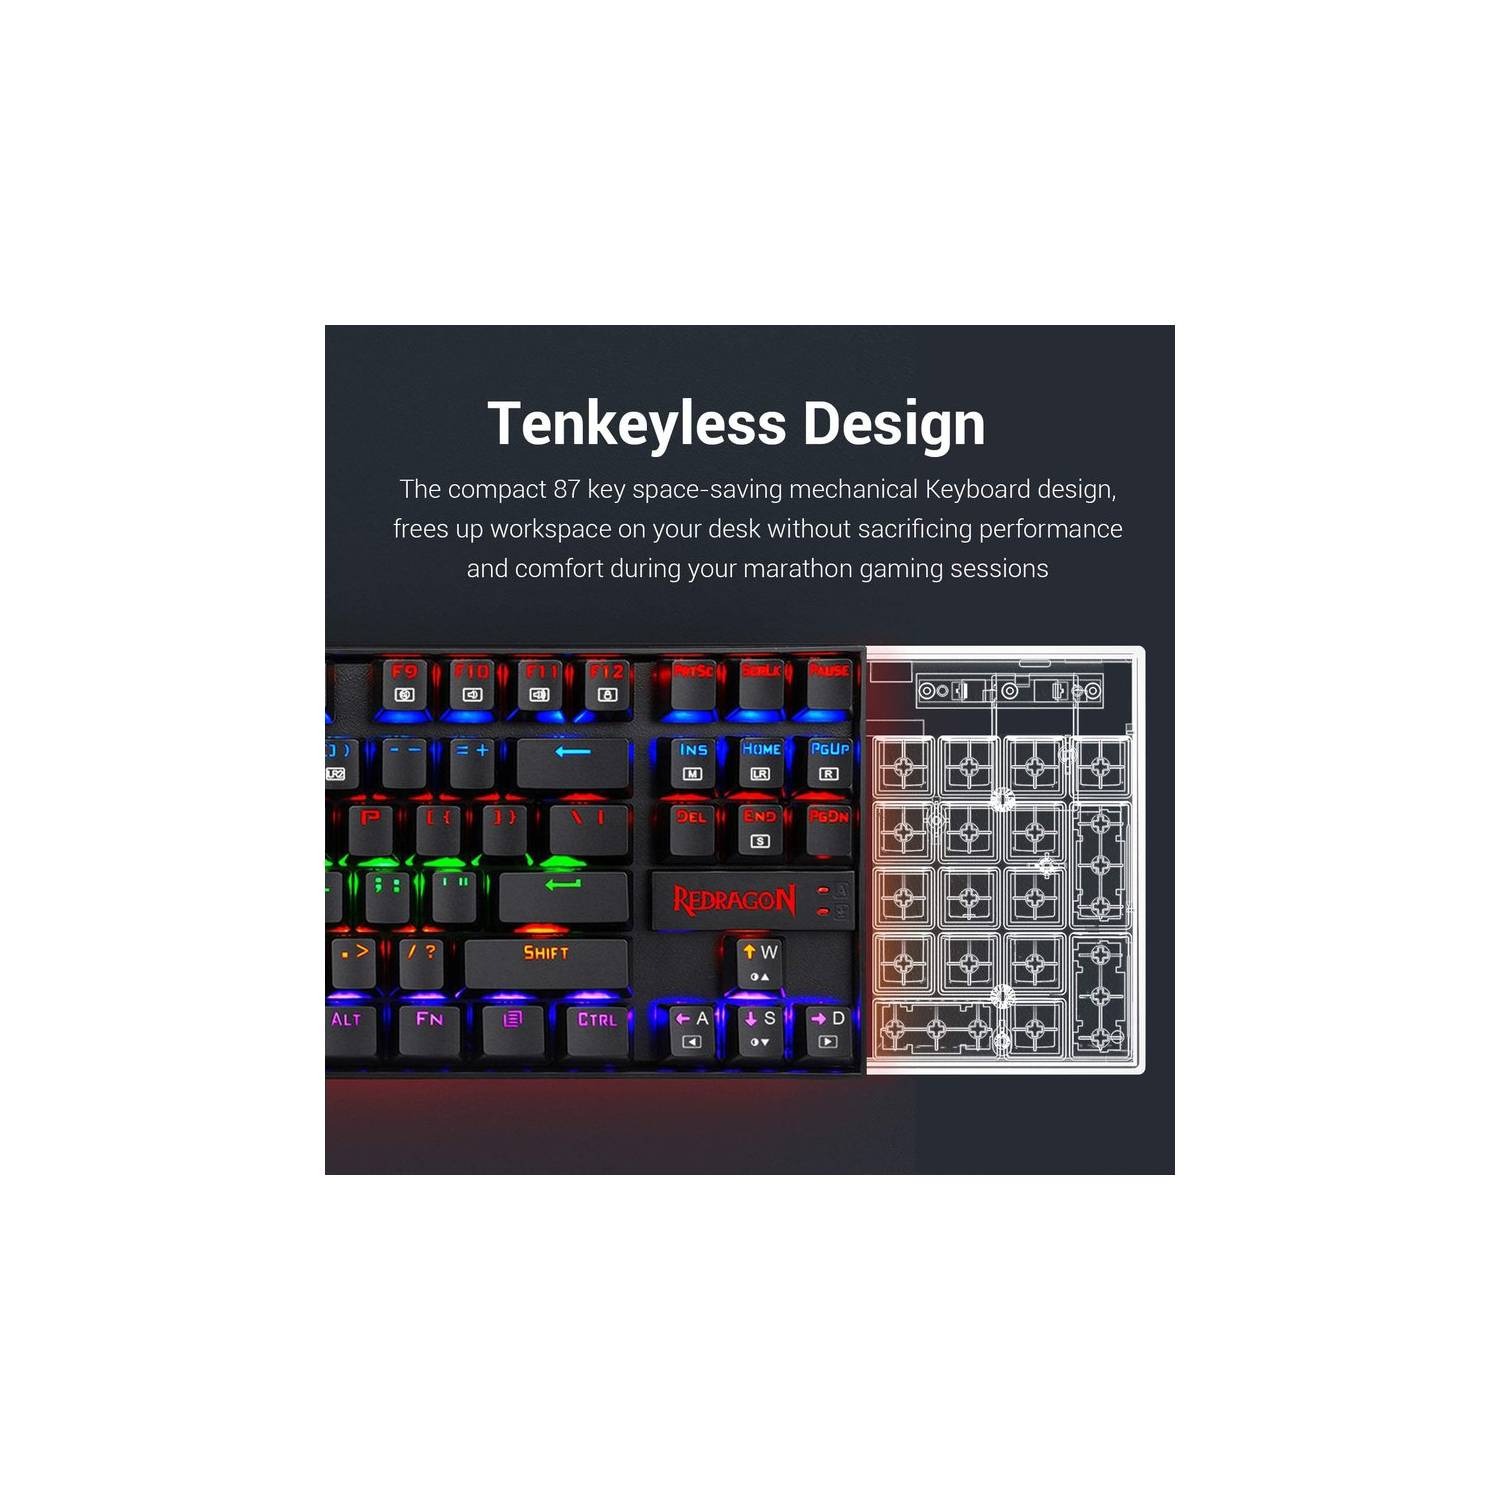 Tenkeyless Design
The compact 87 key space-saving mechanical Keyboard design,
frees up workspace on your desk without sacrificing performance
and comfort during your marathon gaming sessions
F9 F10 F11 F12 PrtSc ScrLk Pause
) - - = + Ins Home PgUp
LR2 M LR R
P [ { ] } \ | Del End PgDn
S
; : ' "
REDRAGON
. > / ? Shift W
Alt Fn Ctrl A S D